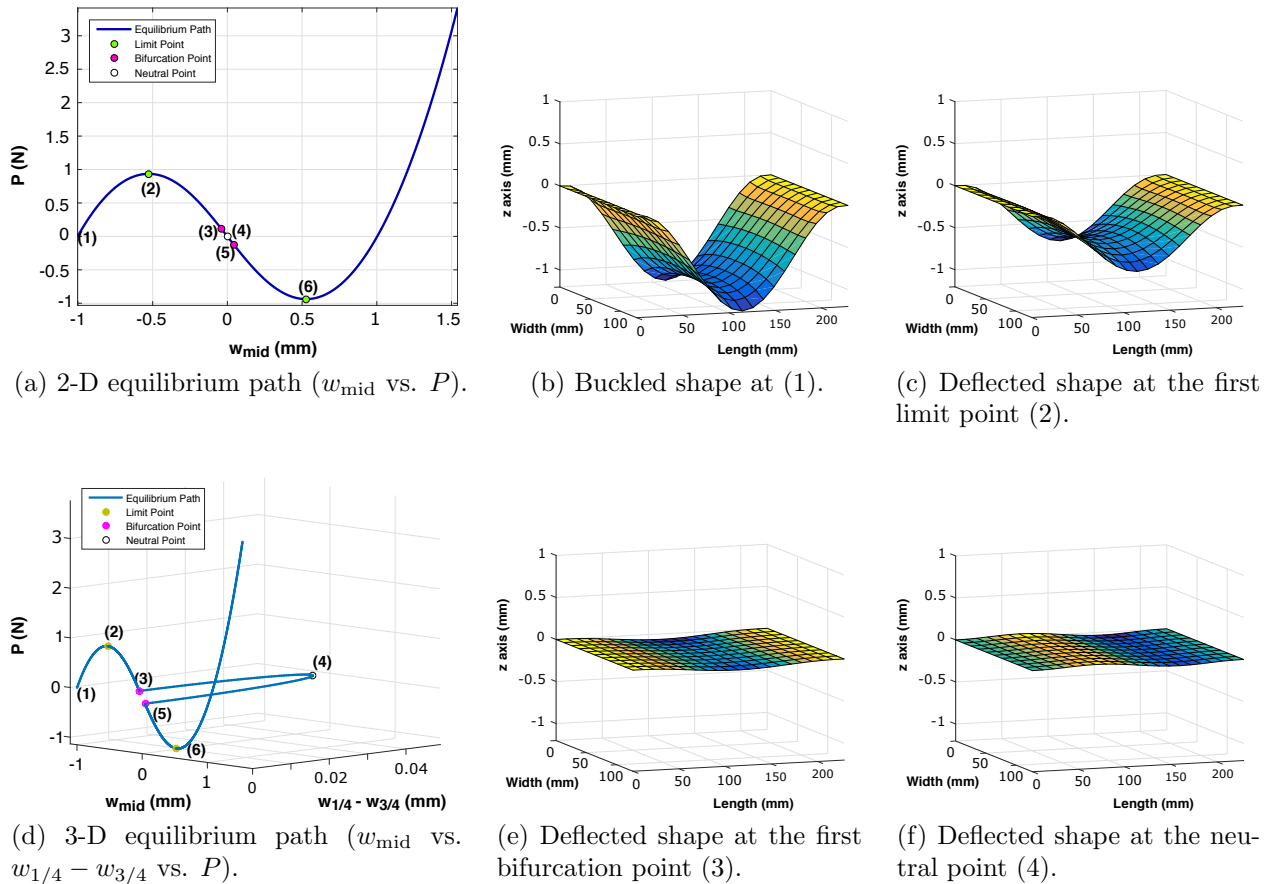 Equilibrium Path
Limit Point
Bifurcation Point
Neutral Point
3
2.5
2
1.5
1
0.5
0
-0.5
-1
P (N)
(1)
(2)
(3)
(4)
(5)
(6)
-1
-0.5
0
0.5
1
1.5
w_mid (mm)
(a) 2-D equilibrium path (w_mid vs. P).
1
0.5
0
-0.5
-1
z axis (mm)
0
50
100
Width (mm)
0
50
100
150
200
Length (mm)
(b) Buckled shape at (1).
1
0.5
0
-0.5
-1
z axis (mm)
0
50
100
Width (mm)
0
50
100
150
200
Length (mm)
(c) Deflected shape at the first
limit point (2).
Equilibrium Path
Limit Point
Bifurcation Point
Neutral Point
3
2
1
0
-1
P (N)
(1)
(2)
(3)
(4)
(5)
(6)
-1
0
1
w_mid (mm)
0
0.02
0.04
w_1/4 - w_3/4 (mm)
(d) 3-D equilibrium path (w_mid vs.
w_1/4 − w_3/4 vs. P).
1
0.5
0
-0.5
-1
z axis (mm)
0
50
100
Width (mm)
0
50
100
150
200
Length (mm)
(e) Deflected shape at the first
bifurcation point (3).
1
0.5
0
-0.5
-1
z axis (mm)
0
50
100
Width (mm)
0
50
100
150
200
Length (mm)
(f) Deflected shape at the neu-
tral point (4).